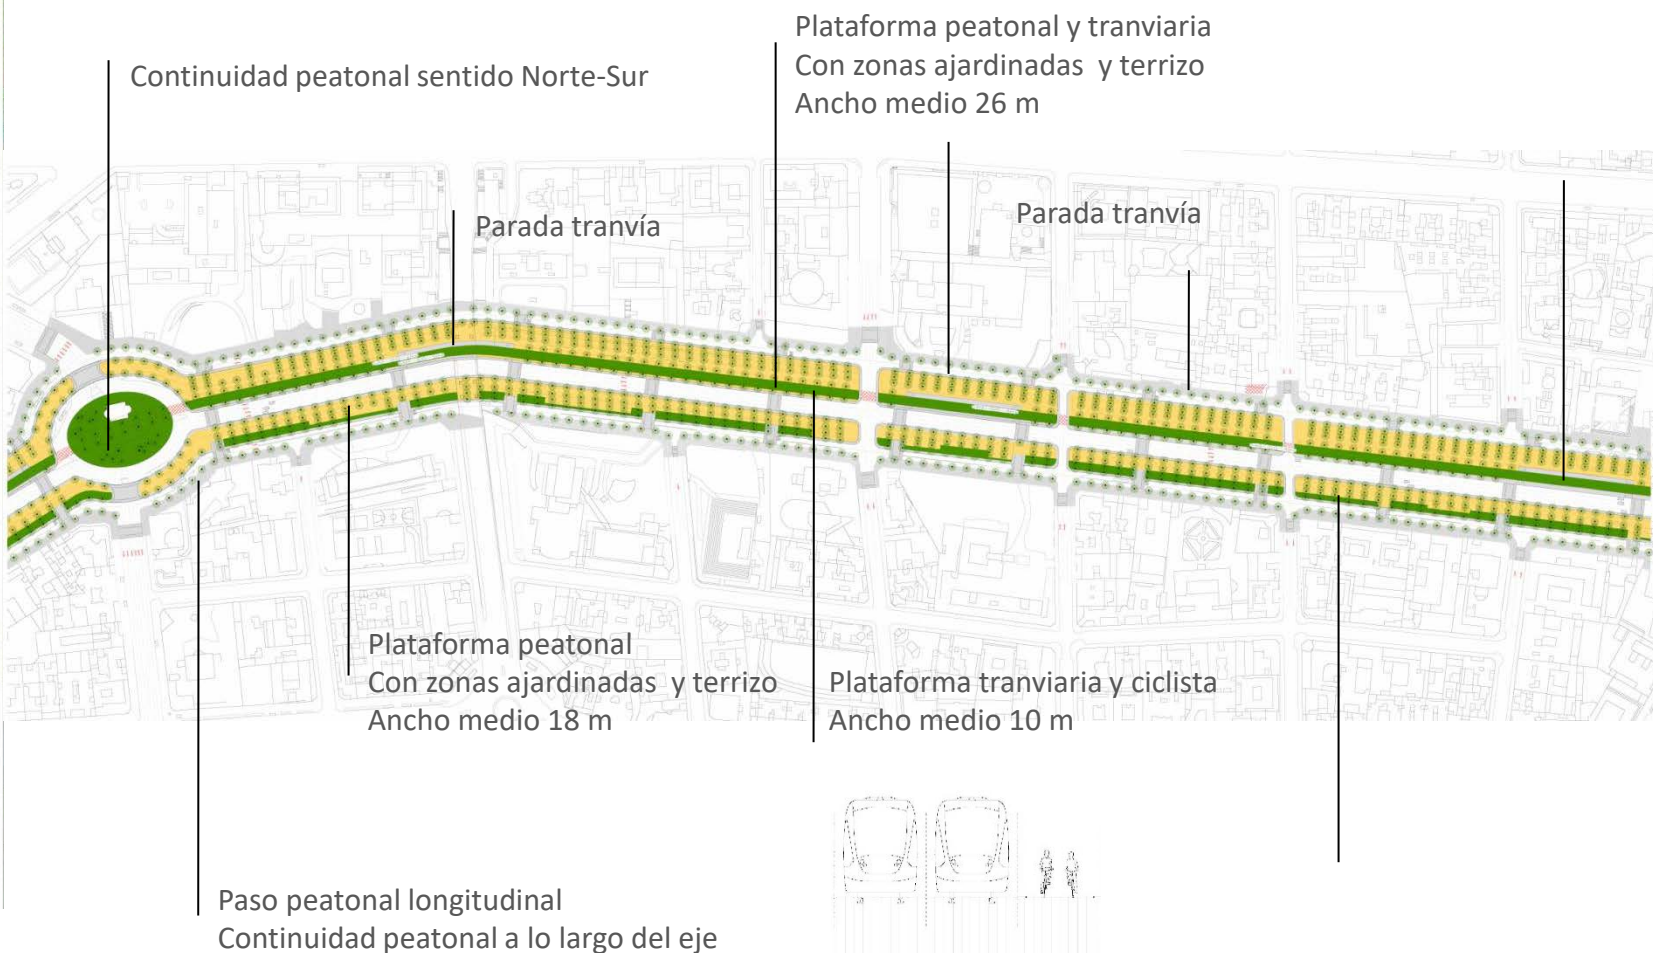 Plataforma peatonal y tranviaria
Con zonas ajardinadas y terrizo
Ancho medio 26 m
Continuidad peatonal sentido Norte-Sur
Parada tranvía
Parada tranvía
Plataforma peatonal
Con zonas ajardinadas y terrizo
Ancho medio 18 m
Plataforma tranviaria y ciclista
Ancho medio 10 m
Paso peatonal longitudinal
Continuidad peatonal a lo largo del eje